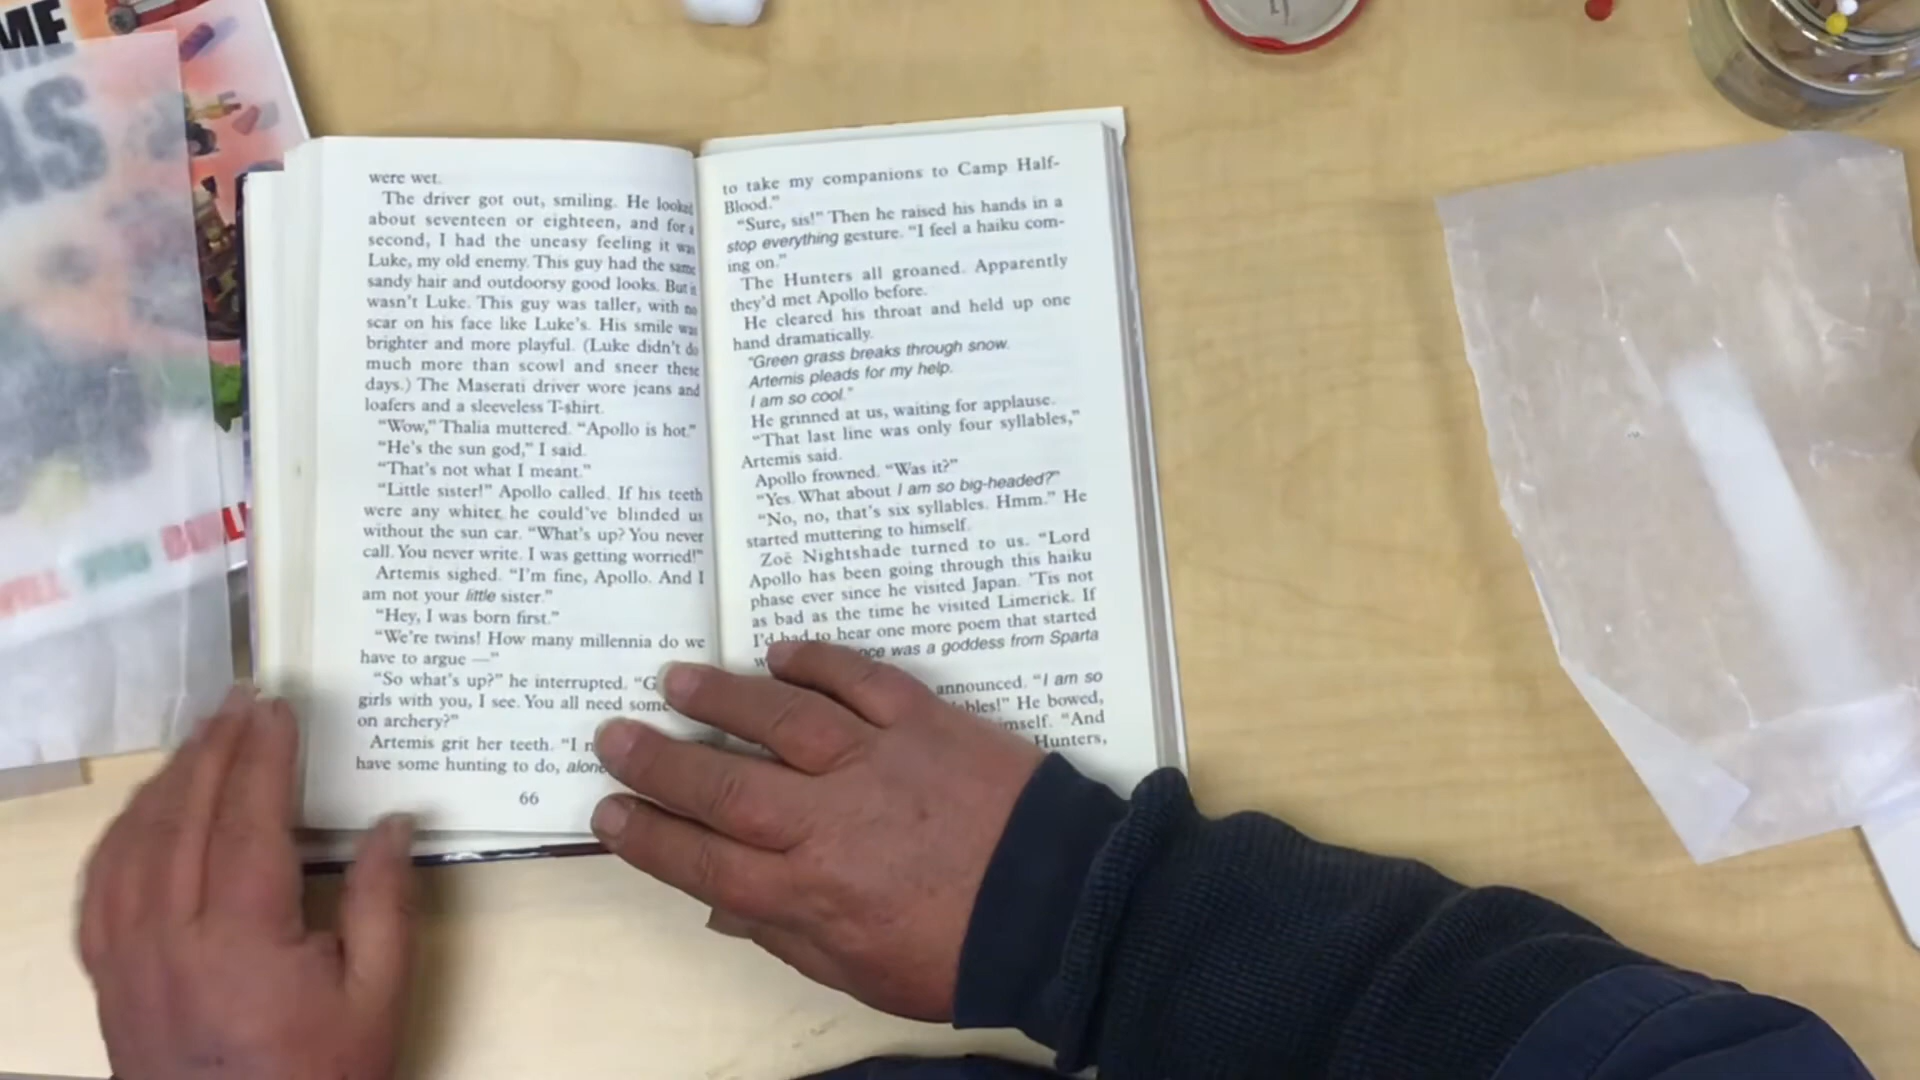 ME
AS
WILL YOU BUIL
were wet.
The driver got out, smiling. He looked
about seventeen or eighteen, and for a
second, I had the uneasy feeling it was
Luke, my old enemy. This guy had the same
sandy hair and outdoorsy good looks. But it
wasn't Luke. This guy was taller, with no
scar on his face like Luke's. His smile was
brighter and more playful. (Luke didn't do
much more than scowl and sneer these
days.) The Maserati driver wore jeans and
loafers and a sleeveless T-shirt.
"Wow," Thalia muttered. "Apollo is hot."
"He's the sun god," I said.
"That's not what I meant."
"Little sister!" Apollo called. If his teeth
were any whiter he could've blinded us
without the sun car. "What's up? You never
call. You never write. I was getting worried!"
Artemis sighed. "I'm fine, Apollo. And I
am not your little sister."
"Hey, I was born first."
"We're twins! How many millennia do we
have to argue —"
"So what's up?" he interrupted. "G
girls with you, I see. You all need some
on archery?"
Artemis grit her teeth. "I n
have some hunting to do, alone
66
to take my companions to Camp Half-
Blood."
"Sure, sis!" Then he raised his hands in a
stop everything gesture. "I feel a haiku com-
ing on."
The Hunters all groaned. Apparently
they'd met Apollo before.
He cleared his throat and held up one
hand dramatically.
"Green grass breaks through snow.
Artemis pleads for my help.
I am so cool."
He grinned at us, waiting for applause.
"That last line was only four syllables,"
Artemis said.
Apollo frowned. "Was it?"
"Yes. What about I am so big-headed?"
"No, no, that's six syllables. Hmm." He
started muttering to himself.
Zoë Nightshade turned to us. "Lord
Apollo has been going through this haiku
phase ever since he visited Japan. 'Tis not
as bad as the time he visited Limerick. If
I'd had to hear one more poem that started
nce was a goddess from Sparta
announced. "I am so
bles!" He bowed,
imself. "And
Hunters,